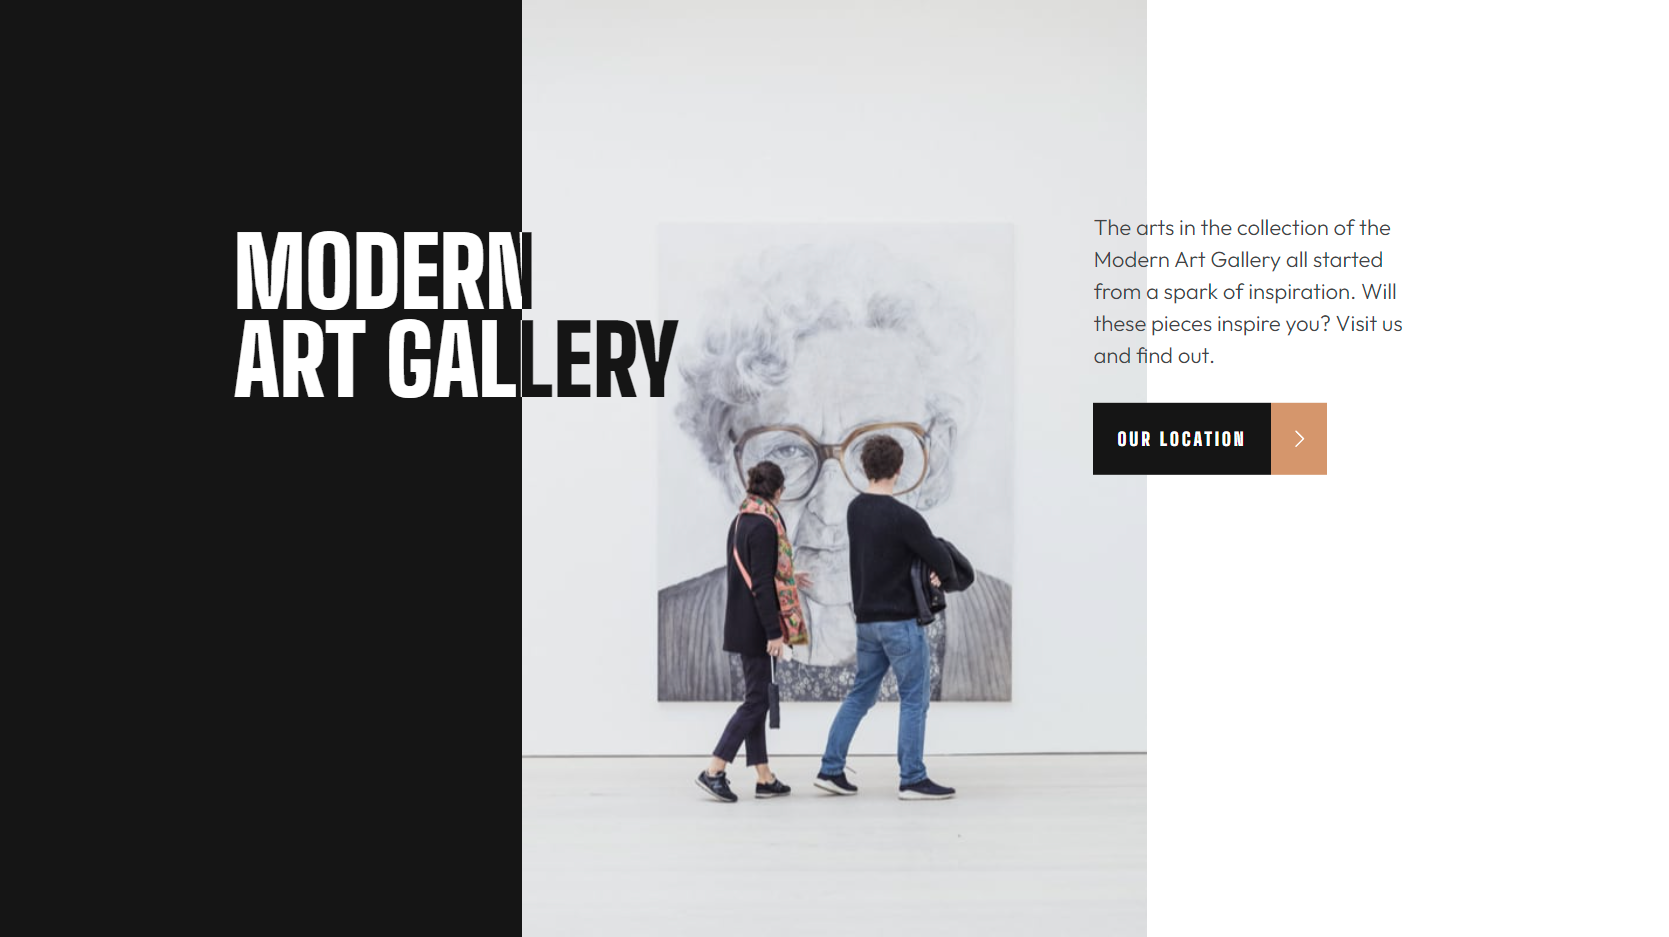 MODERN
ART GALLERY
The arts in the collection of the
Modern Art Gallery all started
from a spark of inspiration. Will
these pieces inspire you? Visit us
and find out.
OUR LOCATION